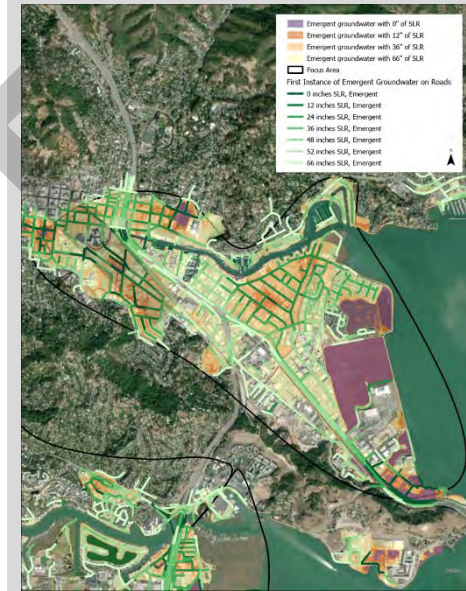 Emergent groundwater with 0" of SLR
Emergent groundwater with 12" of SLR
Emergent groundwater with 36" of SLR
Emergent groundwater with 66" of SLR
Focus Area
First Instance of Emergent Groundwater on Roads
0 inches SLR, Emergent
12 inches SLR, Emergent
24 inches SLR, Emergent
36 inches SLR, Emergent
48 inches SLR, Emergent
52 inches SLR, Emergent
66 inches SLR, Emergent
N